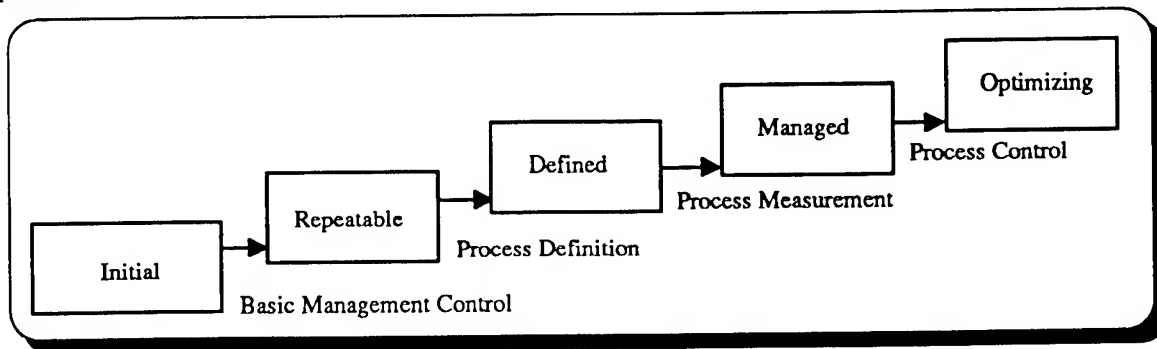 Optimizing
Managed
Process Control
Defined
Process Measurement
Repeatable
Process Definition
Initial
Basic Management Control